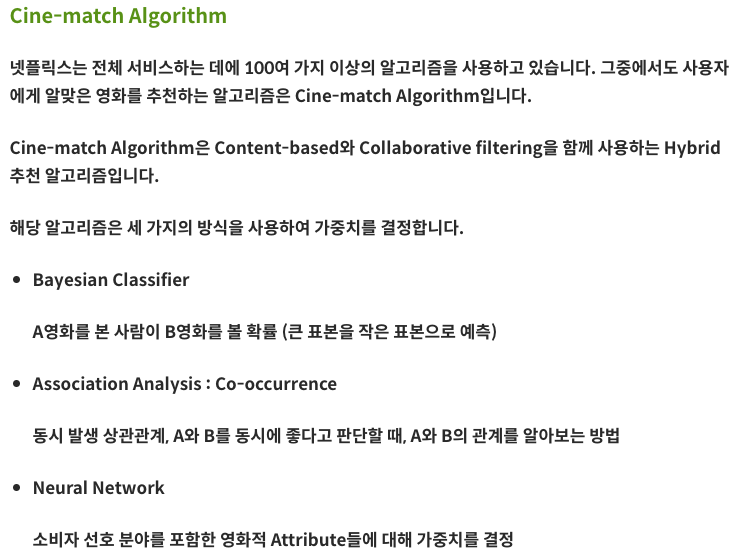 Cine-match Algorithm
넷플릭스는 전체 서비스하는 데에 100여 가지 이상의 알고리즘을 사용하고 있습니다. 그중에서도 사용자
에게 알맞은 영화를 추천하는 알고리즘은 Cine-match Algorithm입니다.
Cine-match Algorithm은 Content-based와 Collaborative filtering을 함께 사용하는 Hybrid
추천 알고리즘입니다.
해당 알고리즘은 세 가지의 방식을 사용하여 가중치를 결정합니다.
• Bayesian Classifier
A영화를 본 사람이 B영화를 볼 확률 (큰 표본을 작은 표본으로 예측)
• Association Analysis : Co-occurrence
동시 발생 상관관계, A와 B를 동시에 좋다고 판단할 때, A와 B의 관계를 알아보는 방법
• Neural Network
소비자 선호 분야를 포함한 영화적 Attribute들에 대해 가중치를 결정